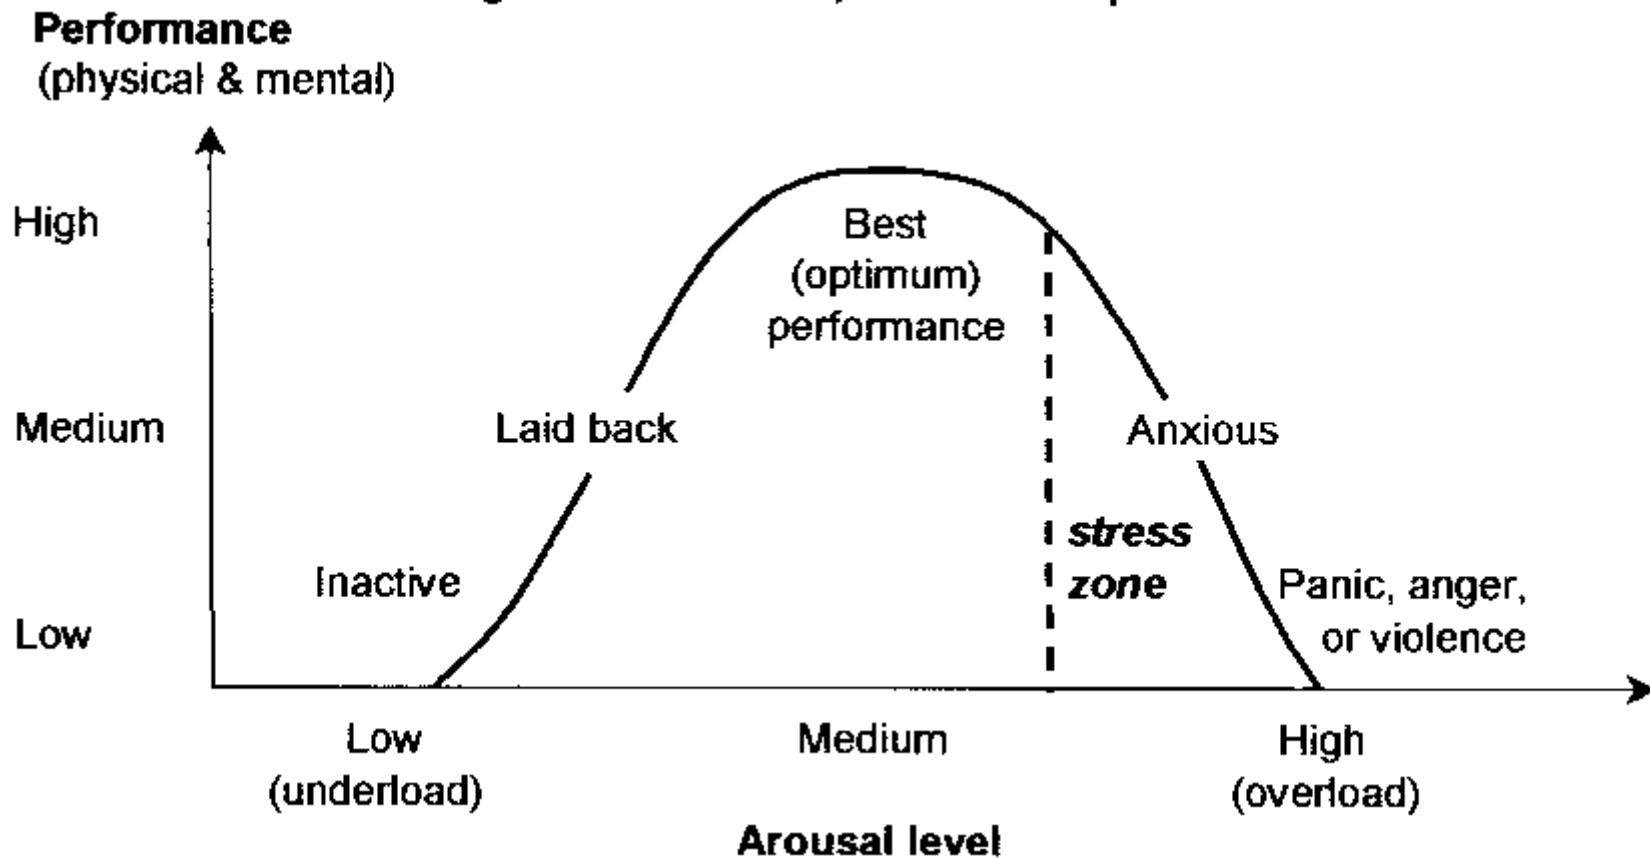 Performance
(physical & mental)
High
Best
(optimum)
performance
Medium
Laid back
Anxious
stress
zone
Inactive
Panic, anger,
or violence
Low
Low
(underload)
Medium
High
(overload)
Arousal level